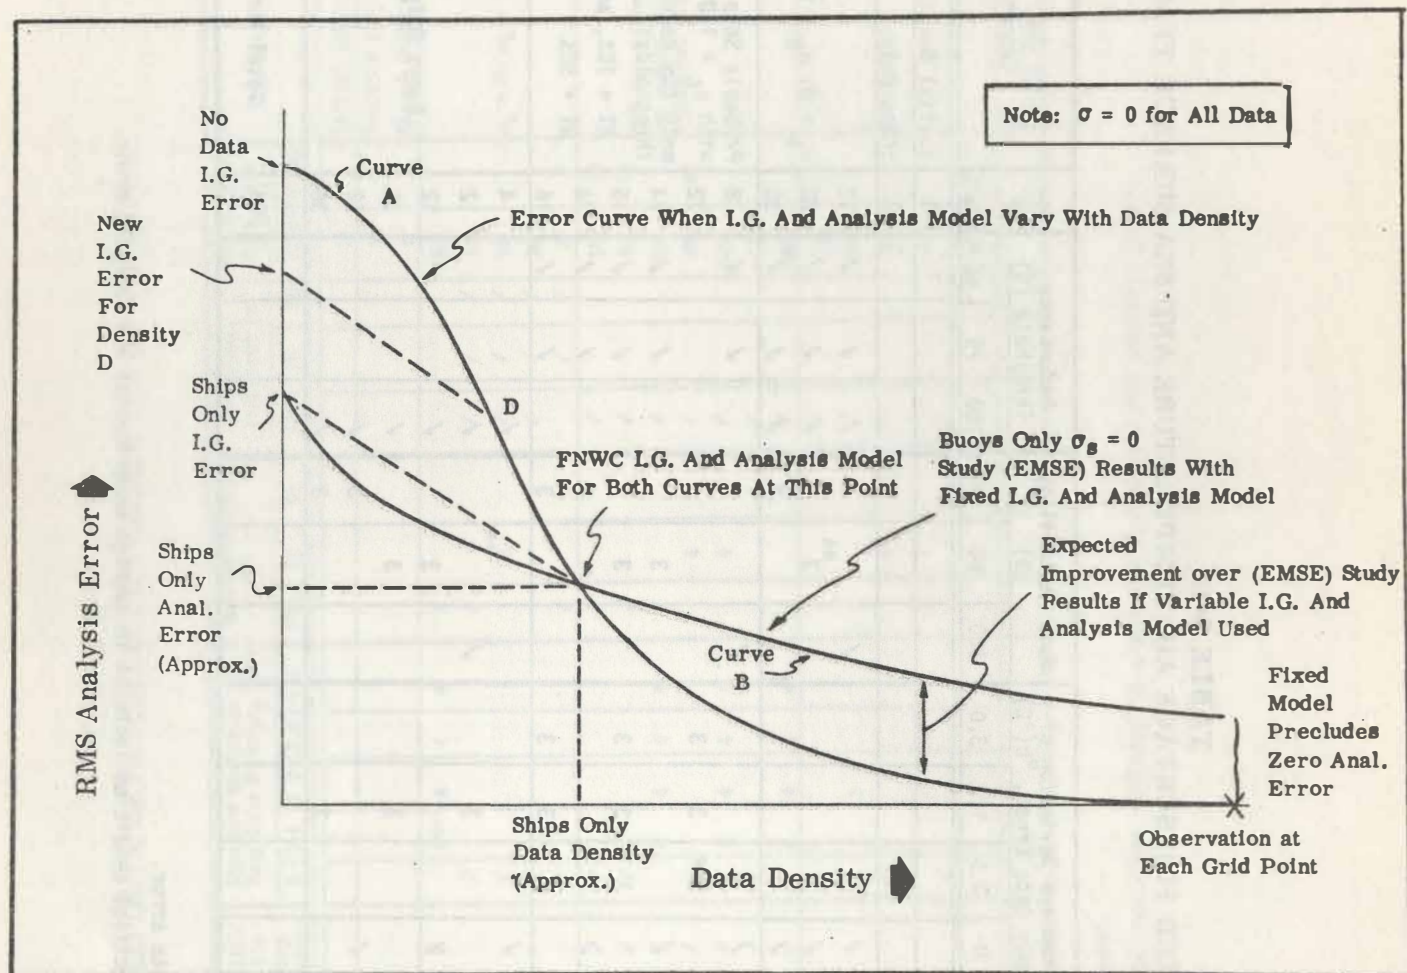 Note: σ = 0 for All Data
No
Data
I.G.
Error
Curve
A
Error Curve When I.G. And Analysis Model Vary With Data Density
New
I.G.
Error
For
Density
D
Ships
Only
I.G.
Error
D
FNWC I.G. And Analysis Model
For Both Curves At This Point
Buoys Only σs = 0
Study (EMSE) Results With
Fixed I.G. And Analysis Model
Expected
Improvement over (EMSE) Study
Results If Variable I.G. And
Analysis Model Used
Ships
Only
Anal.
Error
(Approx.)
Curve
B
Fixed
Model
Precludes
Zero Anal.
Error
RMS Analysis Error
Ships Only
Data Density
(Approx.)
Data Density
Observation at
Each Grid Point